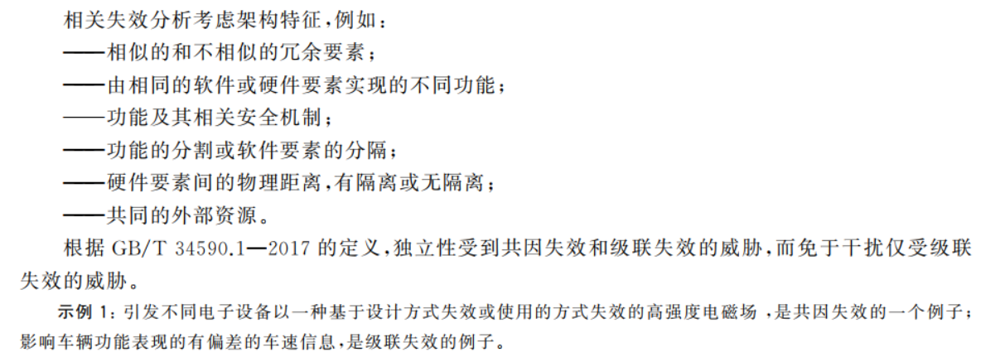 相关失效分析考虑架构特征,例如:
——相似的和不相似的冗余要素;
——由相同的软件或硬件要素实现的不同功能;
——功能及其相关安全机制;
——功能的分割或软件要素的分隔;
——硬件要素间的物理距离,有隔离或无隔离;
——共同的外部资源。
根据 GB/T 34590.1—2017 的定义,独立性受到共因失效和级联失效的威胁,而免于干扰仅受级联
失效的威胁。
示例 1: 引发不同电子设备以一种基于设计方式失效或使用的方式失效的高强度电磁场 ,是共因失效的一个例子;
影响车辆功能表现的有偏差的车速信息,是级联失效的例子。